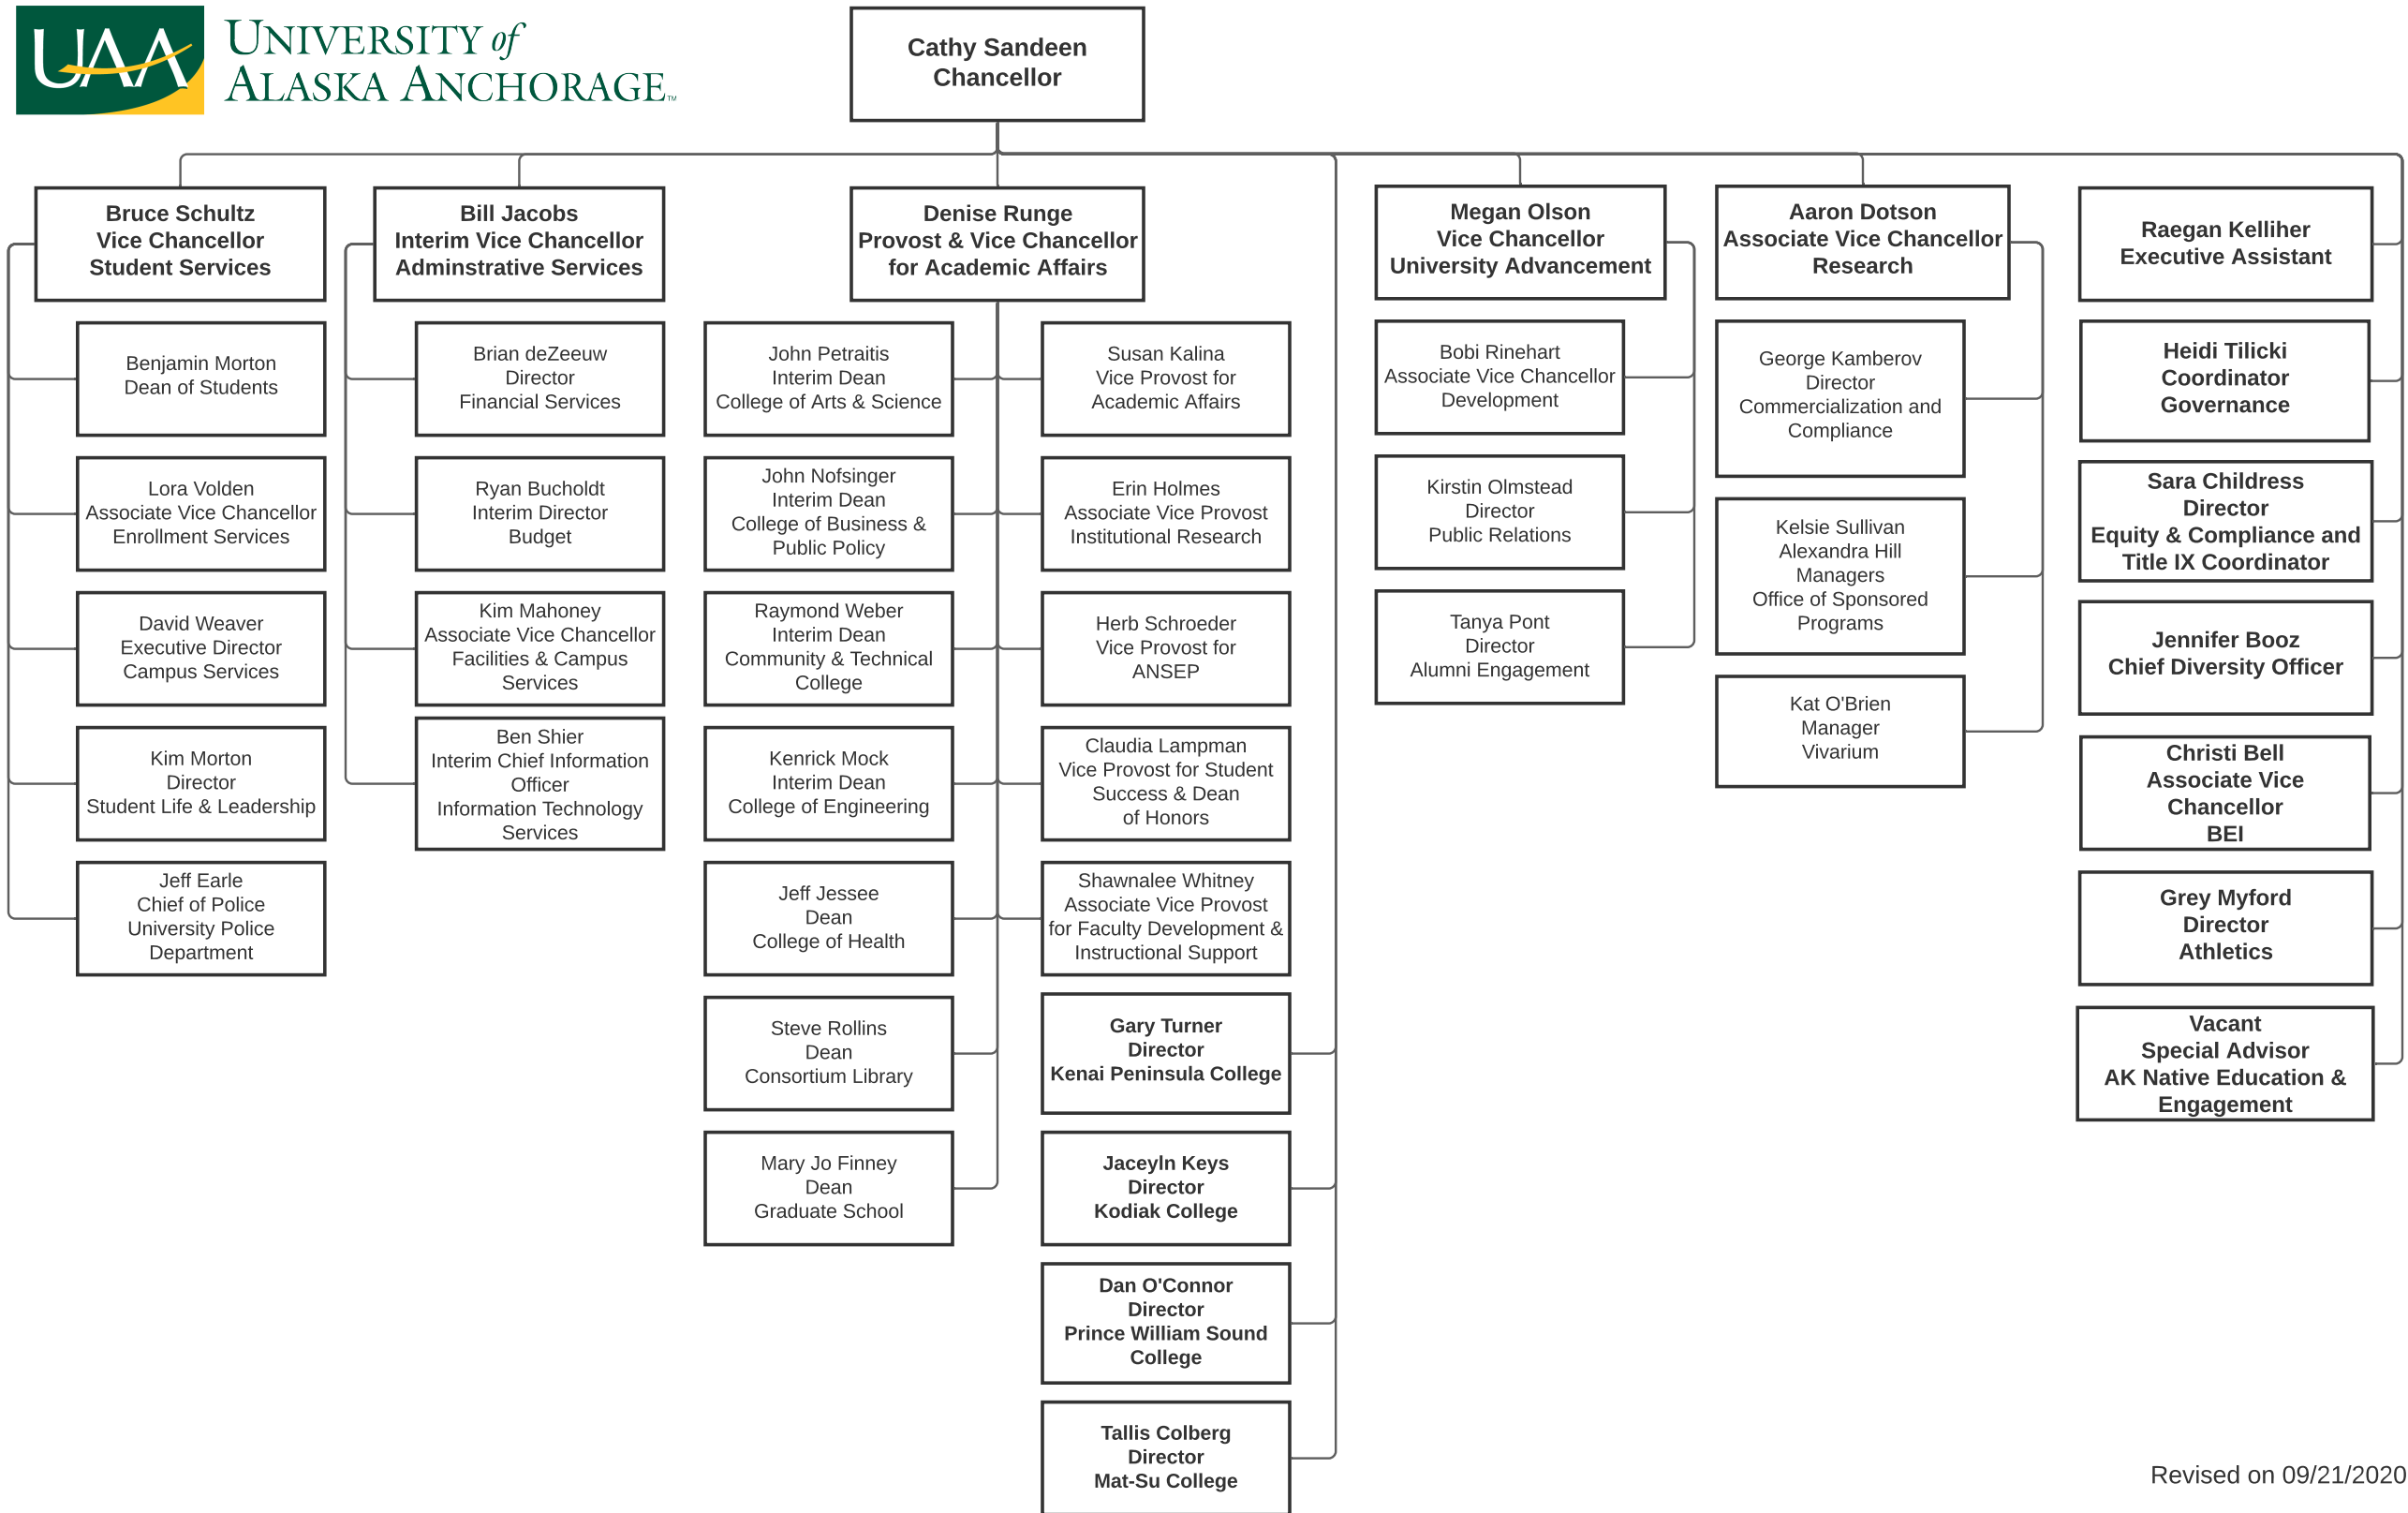 UAA
UNIVERSITY of
ALASKA ANCHORAGE™
Cathy Sandeen
Chancellor
Bruce Schultz
Vice Chancellor
Student Services
Benjamin Morton
Dean of Students
Lora Volden
Associate Vice Chancellor
Enrollment Services
David Weaver
Executive Director
Campus Services
Kim Morton
Director
Student Life & Leadership
Jeff Earle
Chief of Police
University Police
Department
Bill Jacobs
Interim Vice Chancellor
Adminstrative Services
Brian deZeeuw
Director
Financial Services
Ryan Bucholdt
Interim Director
Budget
Kim Mahoney
Associate Vice Chancellor
Facilities & Campus
Services
Ben Shier
Interim Chief Information
Officer
Information Technology
Services
Denise Runge
Provost & Vice Chancellor
for Academic Affairs
John Petraitis
Interim Dean
College of Arts & Science
John Nofsinger
Interim Dean
College of Business &
Public Policy
Raymond Weber
Interim Dean
Community & Technical
College
Kenrick Mock
Interim Dean
College of Engineering
Jeff Jessee
Dean
College of Health
Steve Rollins
Dean
Consortium Library
Mary Jo Finney
Dean
Graduate School
Susan Kalina
Vice Provost for
Academic Affairs
Erin Holmes
Associate Vice Provost
Institutional Research
Herb Schroeder
Vice Provost for
ANSEP
Claudia Lampman
Vice Provost for Student
Success & Dean
of Honors
Shawnalee Whitney
Associate Vice Provost
for Faculty Development &
Instructional Support
Gary Turner
Director
Kenai Peninsula College
Jaceyln Keys
Director
Kodiak College
Dan O'Connor
Director
Prince William Sound
College
Tallis Colberg
Director
Mat-Su College
Megan Olson
Vice Chancellor
University Advancement
Bobi Rinehart
Associate Vice Chancellor
Development
Kirstin Olmstead
Director
Public Relations
Tanya Pont
Director
Alumni Engagement
Aaron Dotson
Associate Vice Chancellor
Research
George Kamberov
Director
Commercialization and
Compliance
Kelsie Sullivan
Alexandra Hill
Managers
Office of Sponsored
Programs
Kat O'Brien
Manager
Vivarium
Raegan Kelliher
Executive Assistant
Heidi Tilicki
Coordinator
Governance
Sara Childress
Director
Equity & Compliance and
Title IX Coordinator
Jennifer Booz
Chief Diversity Officer
Christi Bell
Associate Vice
Chancellor
BEI
Grey Myford
Director
Athletics
Vacant
Special Advisor
AK Native Education &
Engagement
Revised on 09/21/2020